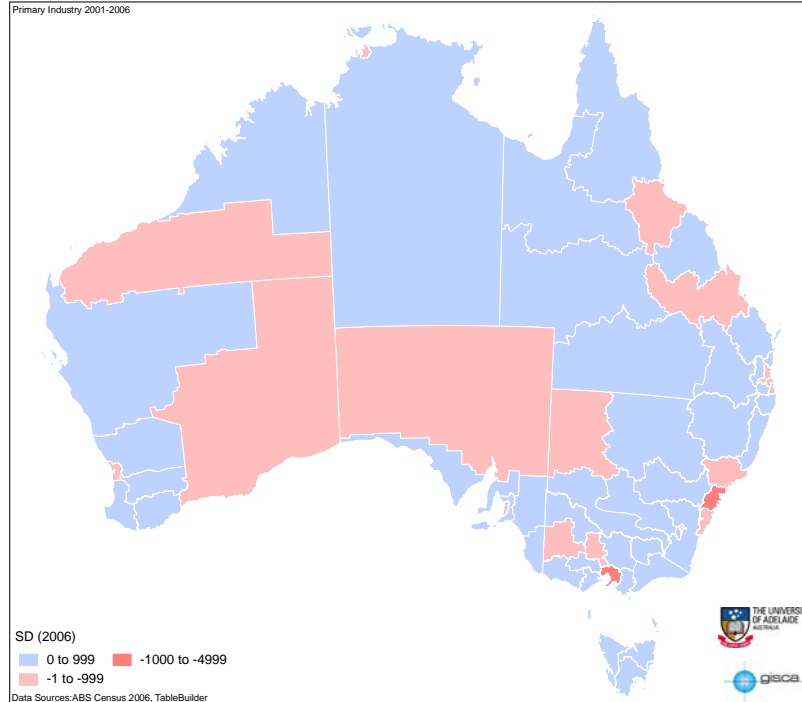 Primary Industry 2001-2006
SD (2006)
0 to 999
-1000 to -4999
-1 to -999
Data Sources:ABS Census 2006, TableBuilder
THE UNIVERSITY
OF ADELAIDE
AUSTRALIA
gisca